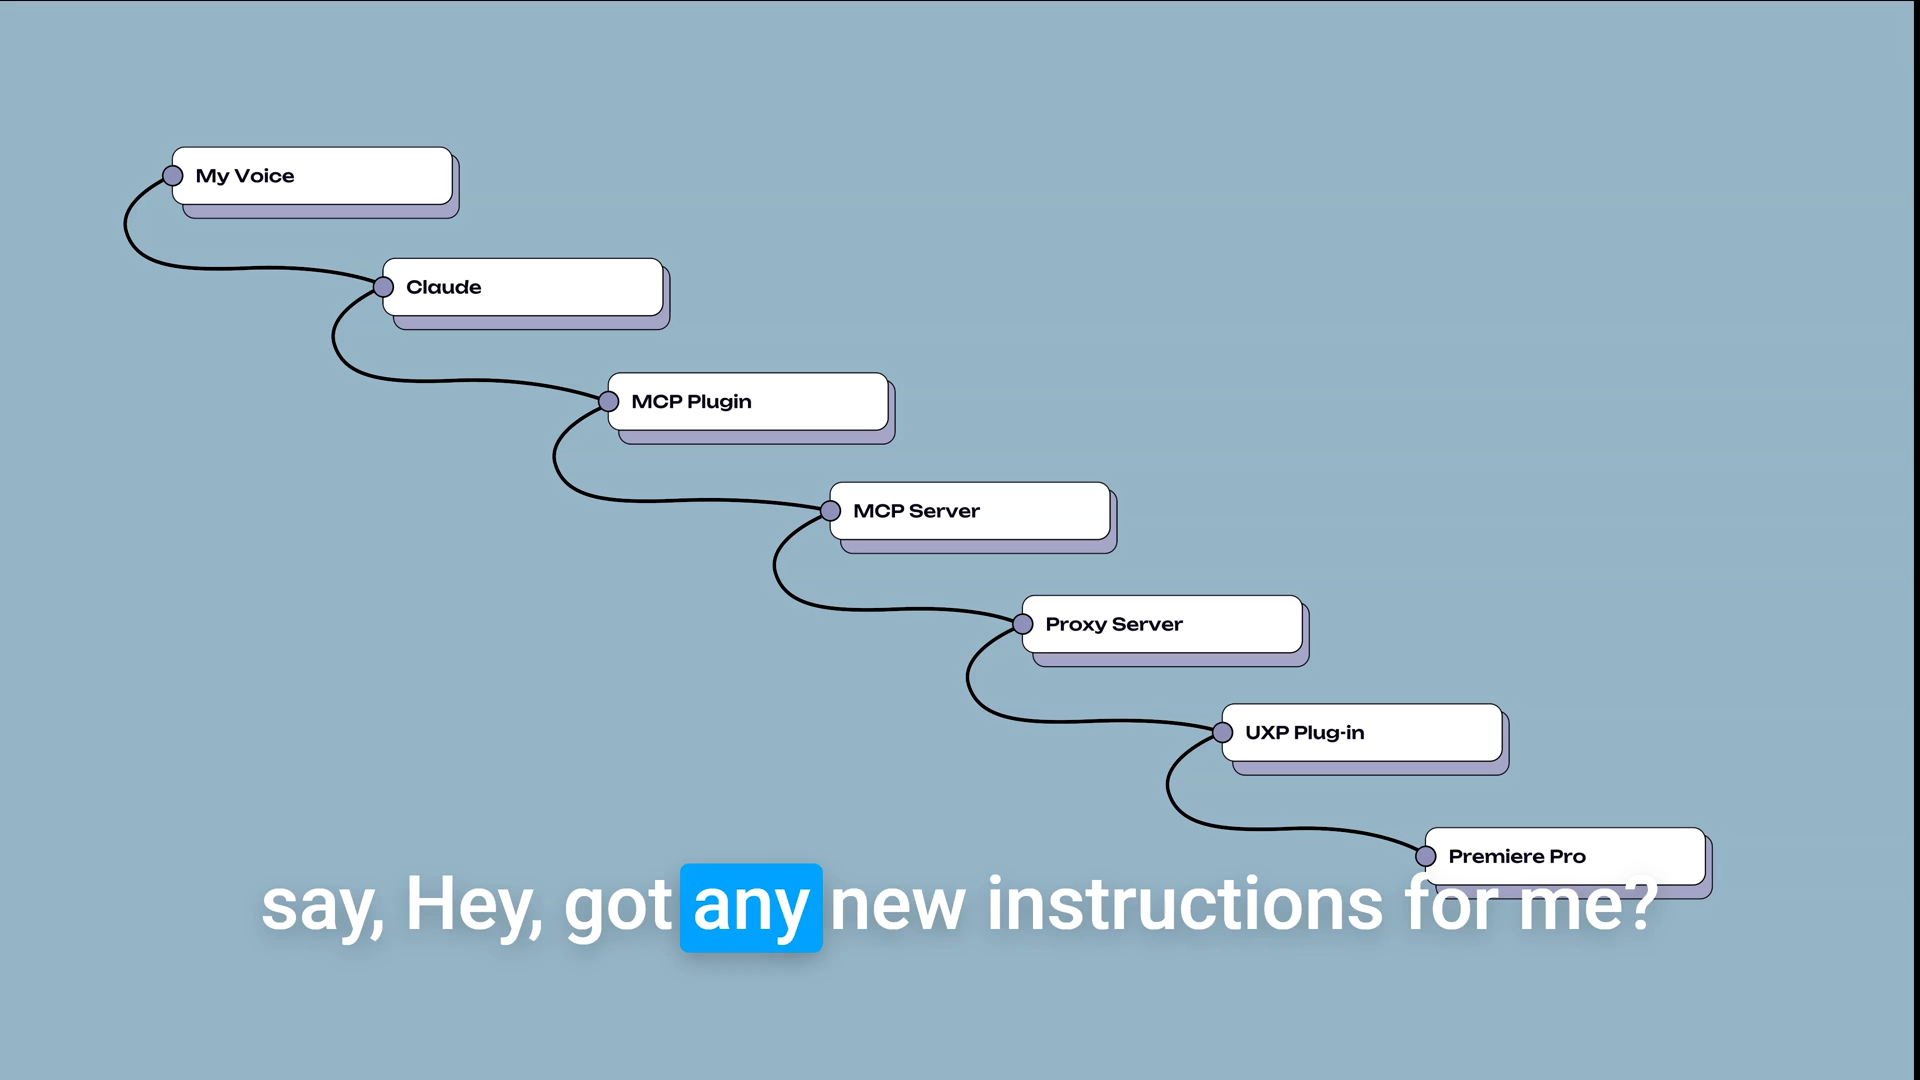 My Voice
Claude
MCP Plugin
MCP Server
Proxy Server
UXP Plug-in
Premiere Pro
say, Hey, got any new instructions for me?